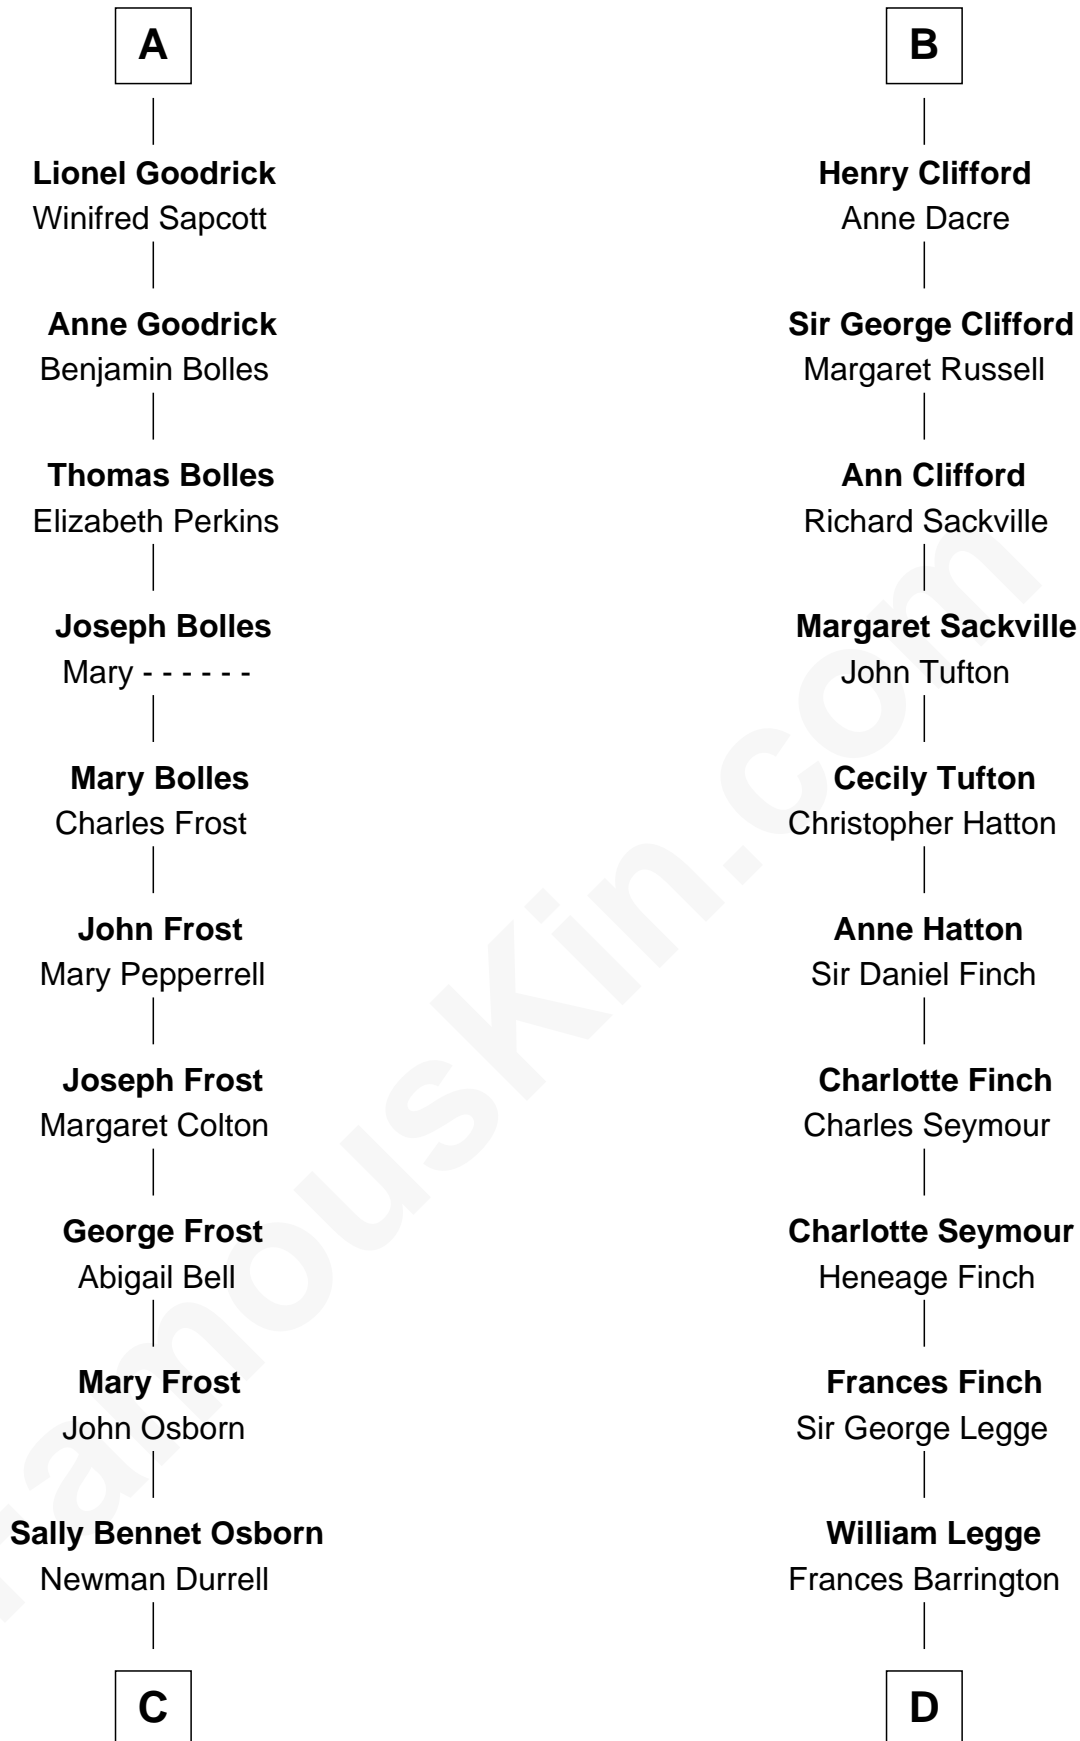 A
Lionel Goodrick
Winifred Sapcott
Anne Goodrick
Benjamin Bolles
Thomas Bolles
Elizabeth Perkins
Joseph Bolles
Mary - - - - - -
Mary Bolles
Charles Frost
John Frost
Mary Pepperrell
Joseph Frost
Margaret Colton
George Frost
Abigail Bell
Mary Frost
John Osborn
Sally Bennet Osborn
Newman Durrell
C
B
Henry Clifford
Anne Dacre
Sir George Clifford
Margaret Russell
Ann Clifford
Richard Sackville
Margaret Sackville
John Tufton
Cecily Tufton
Christopher Hatton
Anne Hatton
Sir Daniel Finch
Charlotte Finch
Charles Seymour
Charlotte Seymour
Heneage Finch
Frances Finch
Sir George Legge
William Legge
Frances Barrington
D
FamousKin.com